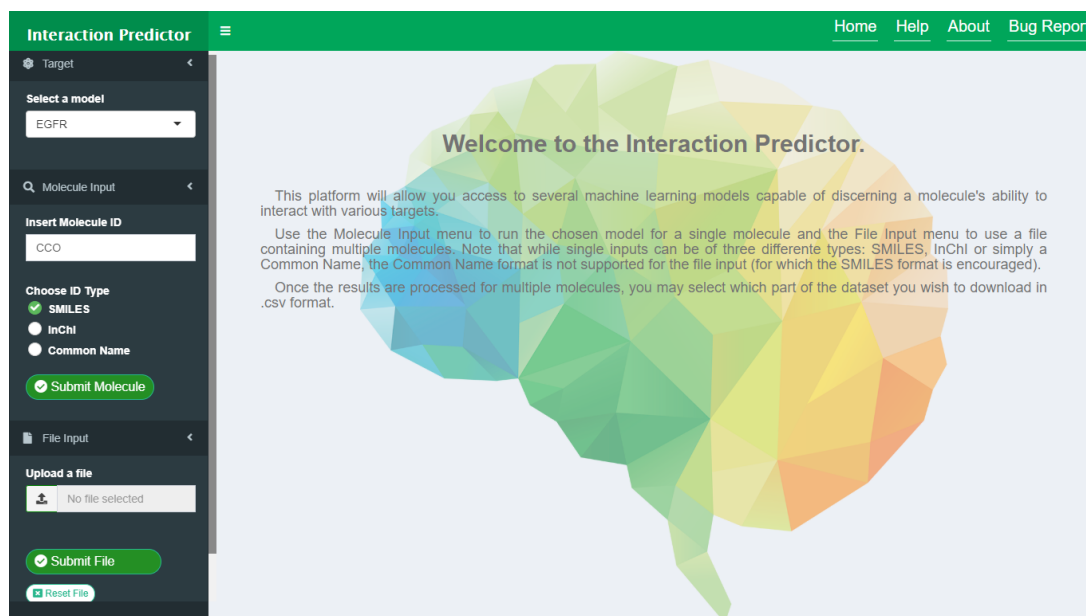 Interaction Predictor
Home Help About Bug Repor
Target
Select a model
EGFR
Molecule Input
Insert Molecule ID
CCO
Choose ID Type
SMILES
InChI
Common Name
Submit Molecule
File Input
Upload a file
No file selected
Submit File
Reset File
Welcome to the Interaction Predictor.
This platform will allow you access to several machine learning models capable of discerning a molecule's ability to
interact with various targets.
Use the Molecule Input menu to run the chosen model for a single molecule and the File Input menu to use a file
containing multiple molecules. Note that while single inputs can be of three differente types: SMILES, InChI or simply a
Common Name, the Common Name format is not supported for the file input (for which the SMILES format is encouraged).
Once the results are processed for multiple molecules, you may select which part of the dataset you wish to download in
.csv format.